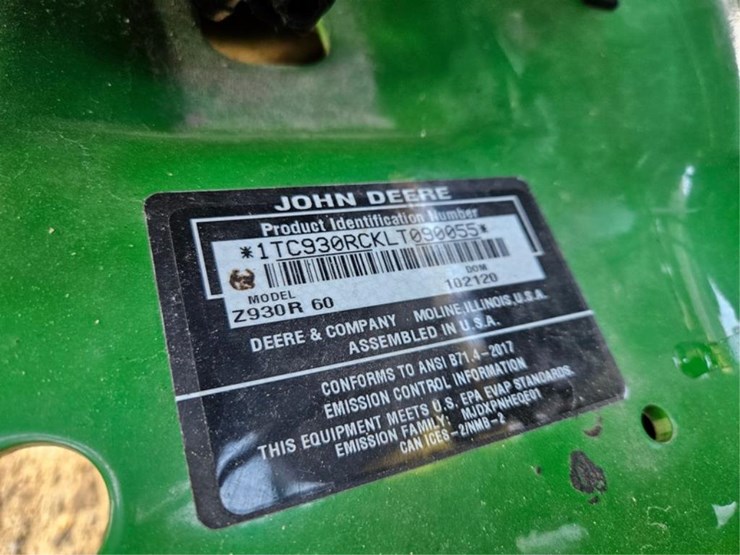 JOHN DEERE
Product Identification Number
*1TC930RCKLT090055*
MODEL DOM
Z930R 60 102120
DEERE & COMPANY MOLINE,ILLINOIS,U.S.A.
ASSEMBLED IN U.S.A.
CONFORMS TO ANSI B71.4-2017
EMISSION CONTROL INFORMATION
THIS EQUIPMENT MEETS U.S. EPA EVAP STANDARDS
EMISSION FAMILY:
CAN ICES-2/NMB-2